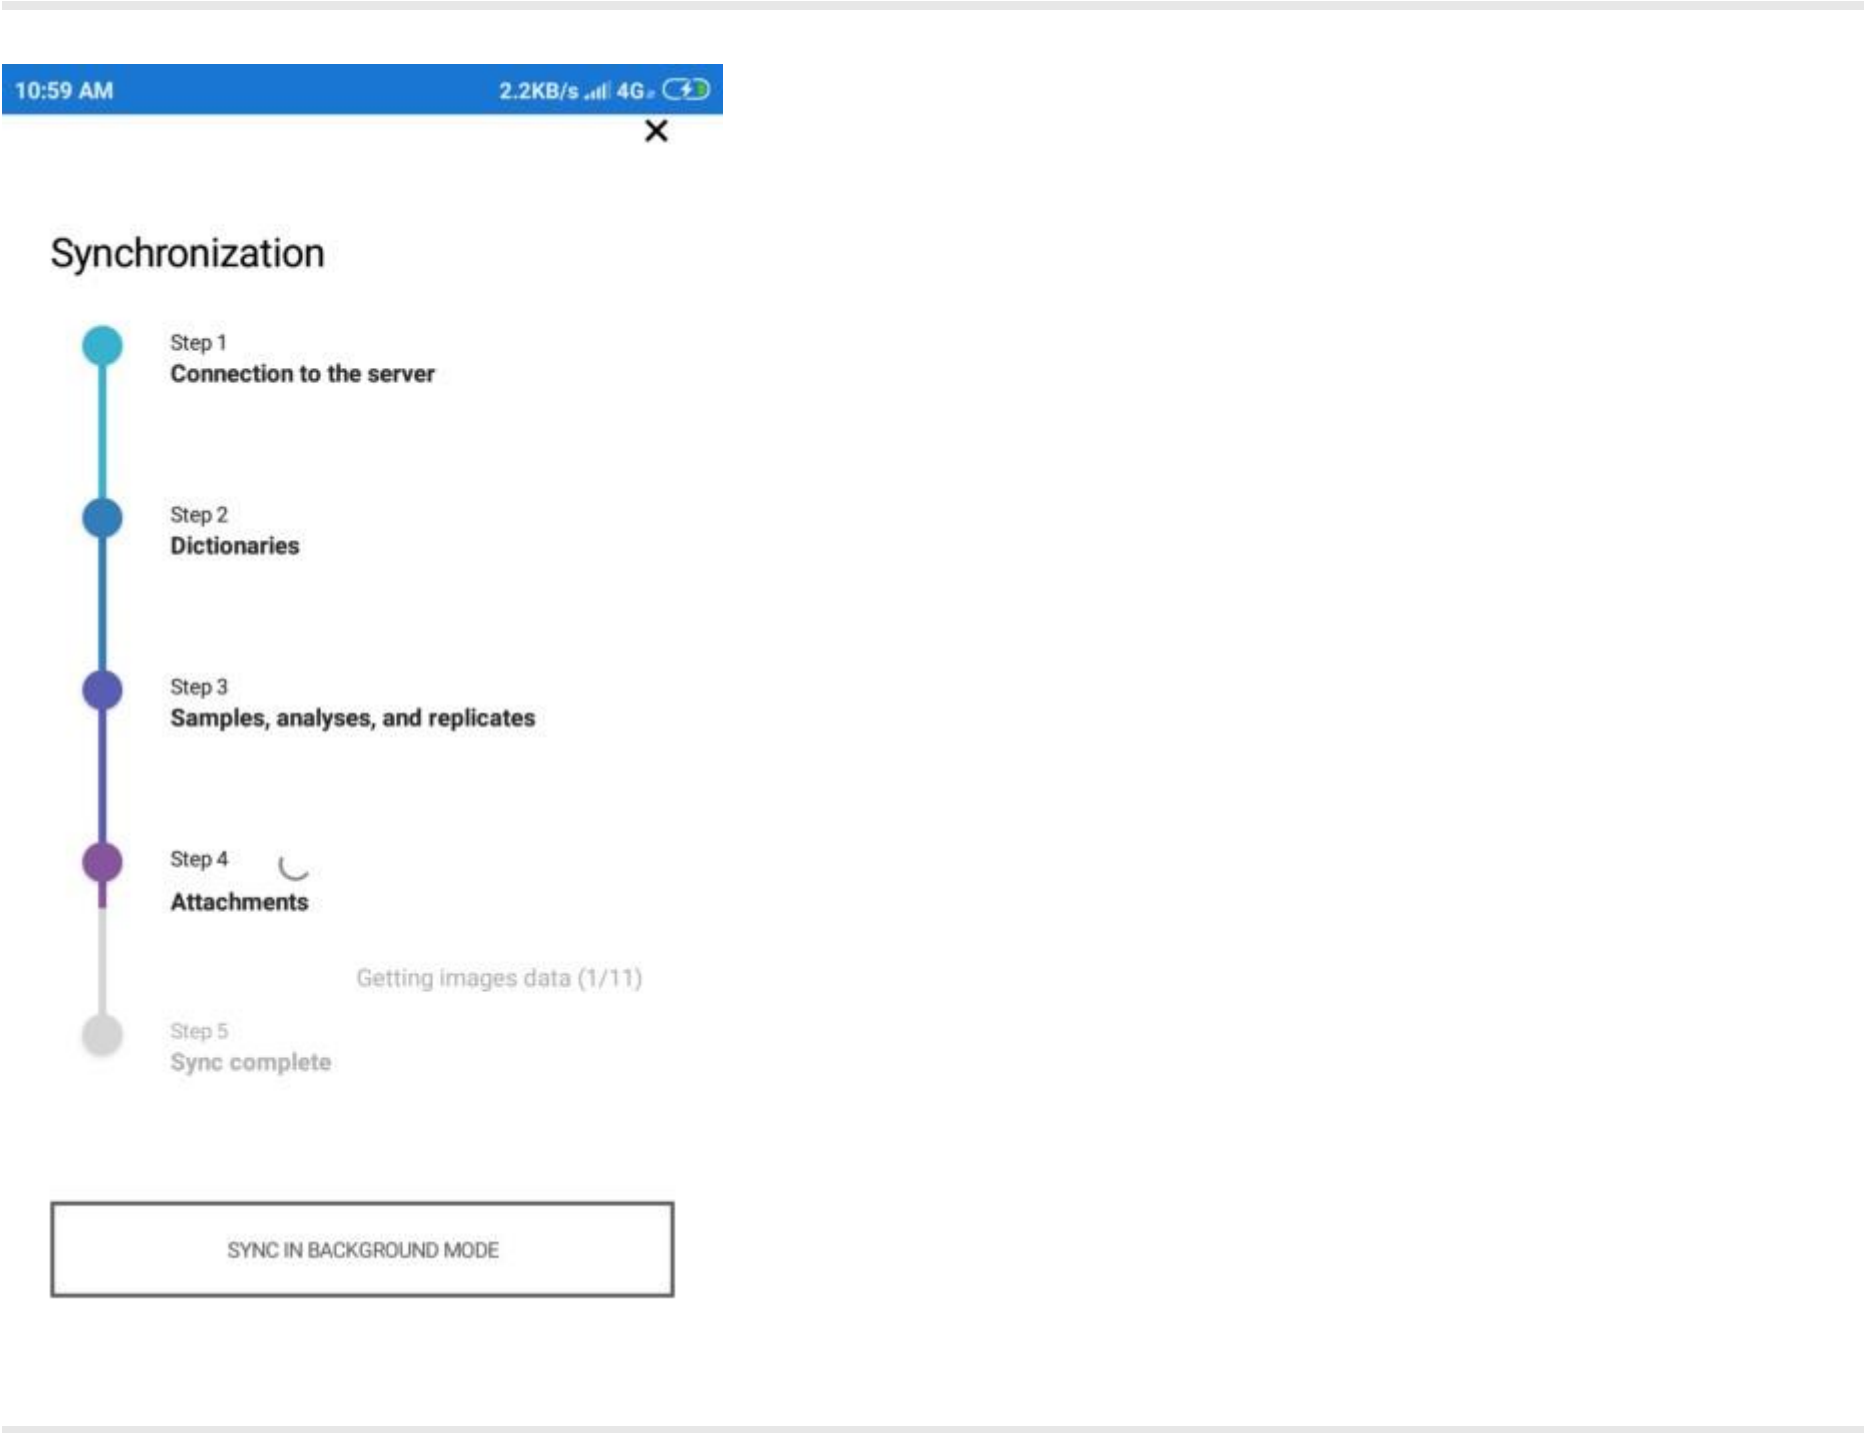 10:59 AM 2.2KB/s 4G
Synchronization
Step 1
Connection to the server
Step 2
Dictionaries
Step 3
Samples, analyses, and replicates
Step 4
Attachments
Getting images data (1/11)
Step 5
Sync complete
SYNC IN BACKGROUND MODE